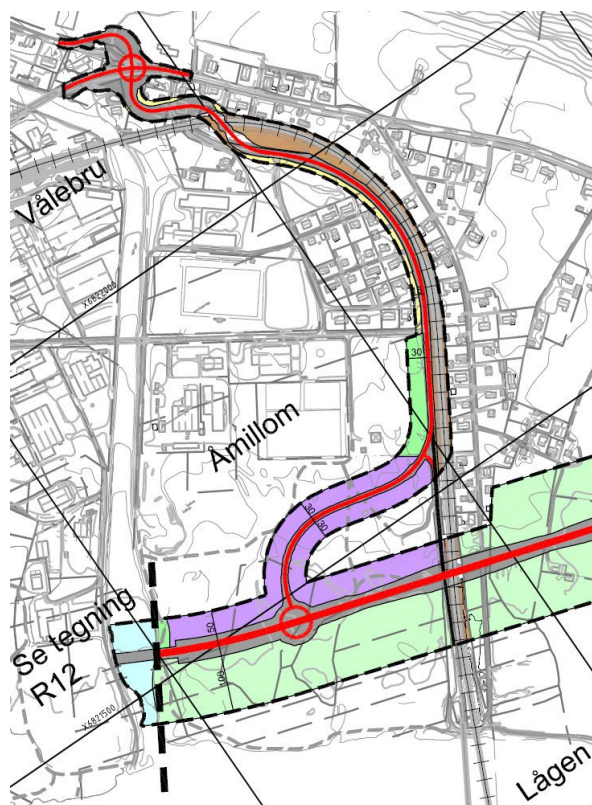 Vålebru
X6822000
30
Åmillom
30
30
50
100
Se tegning
R12
X6821500
Lågen